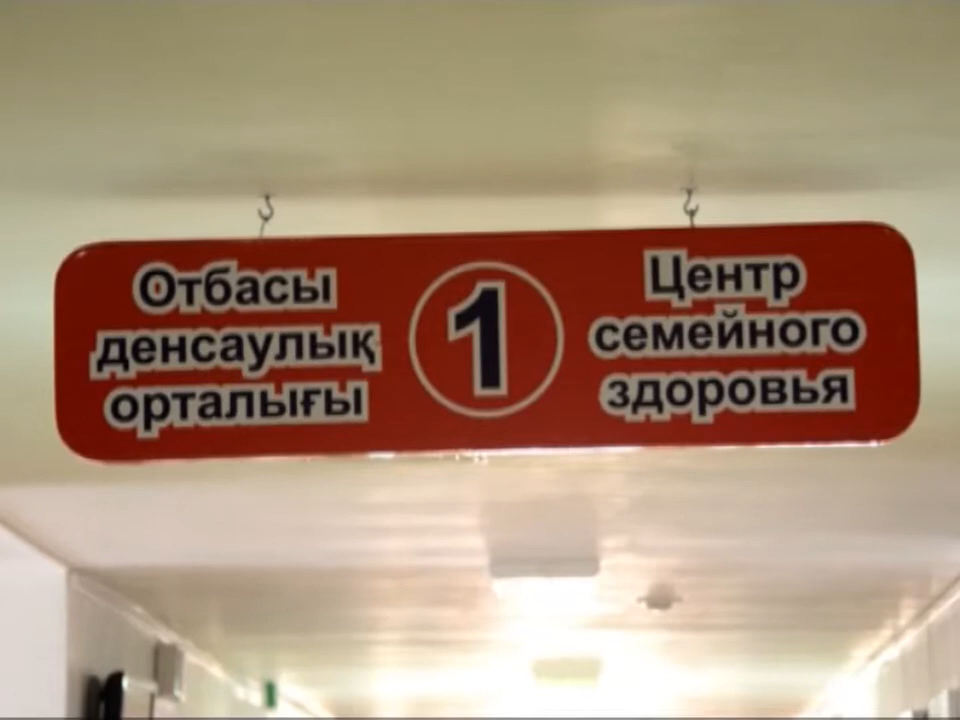 Отбасы
денсаулық
орталығы
1
Центр
семейного
здоровья